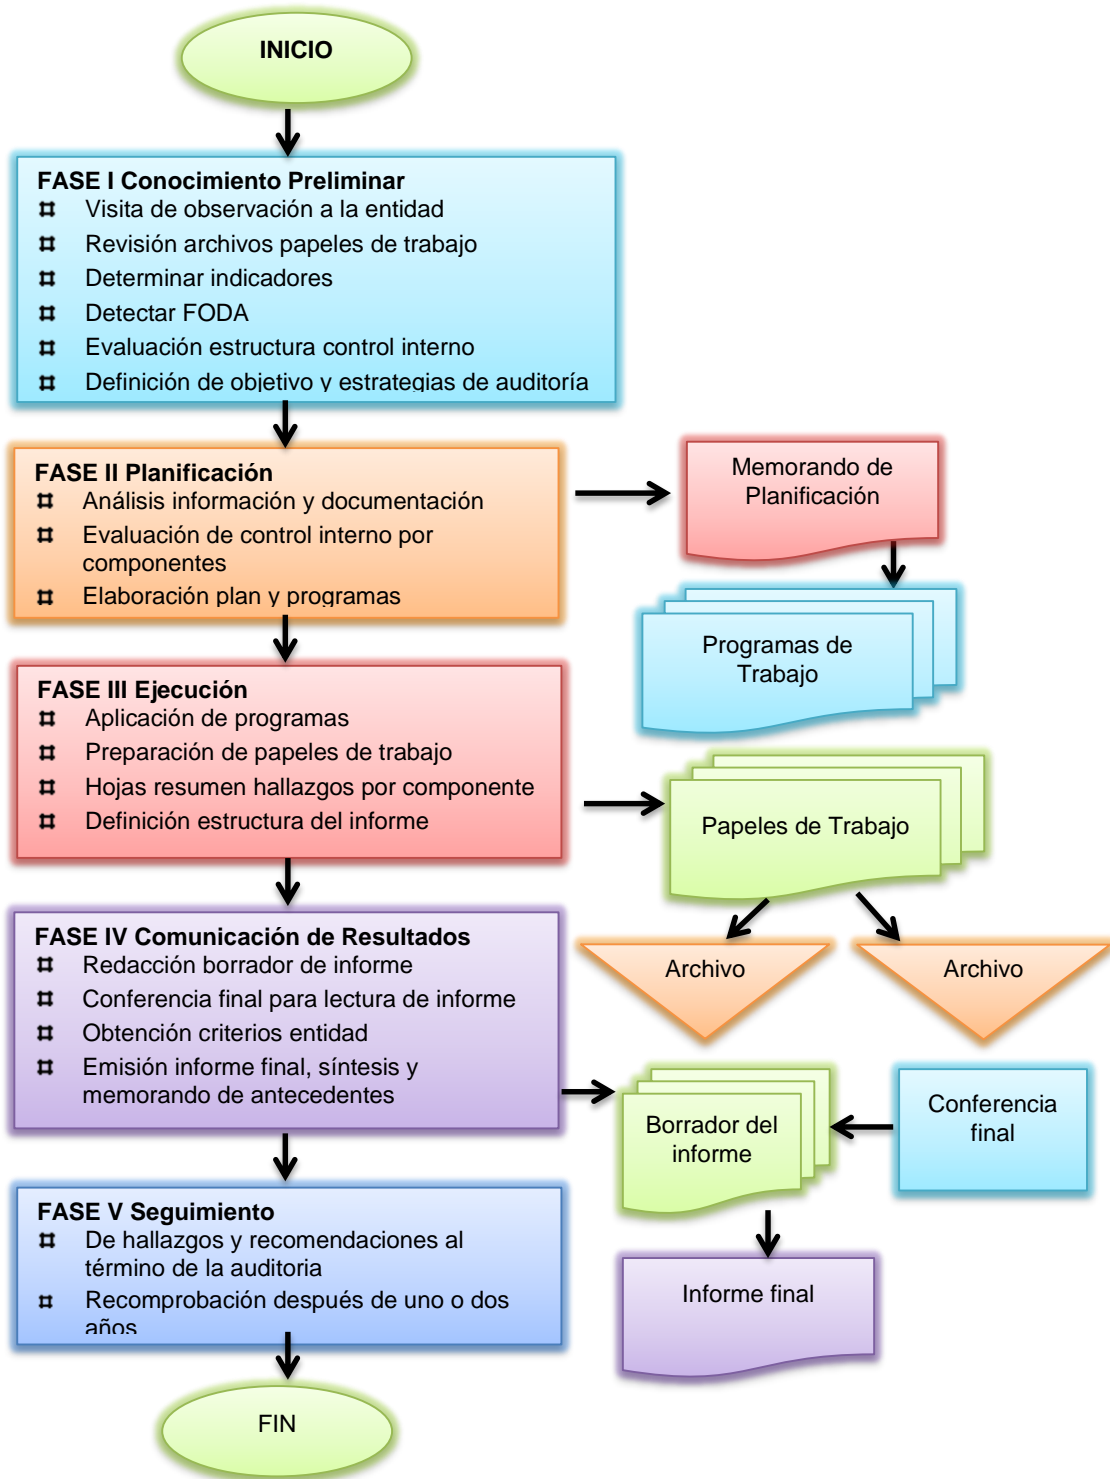 INICIO
FASE I Conocimiento Preliminar
Visita de observación a la entidad
Revisión archivos papeles de trabajo
Determinar indicadores
Detectar FODA
Evaluación estructura control interno
Definición de objetivo y estrategias de auditoría
FASE II Planificación
Análisis información y documentación
Evaluación de control interno por
componentes
Elaboración plan y programas
Memorando de
Planificación
Programas de
Trabajo
FASE III Ejecución
Aplicación de programas
Preparación de papeles de trabajo
Hojas resumen hallazgos por componente
Definición estructura del informe
Papeles de Trabajo
Archivo
Archivo
FASE IV Comunicación de Resultados
Redacción borrador de informe
Conferencia final para lectura de informe
Obtención criterios entidad
Emisión informe final, síntesis y
memorando de antecedentes
Borrador del
informe
Conferencia
final
FASE V Seguimiento
De hallazgos y recomendaciones al
término de la auditoria
Recomprobación después de uno o dos
años
Informe final
FIN